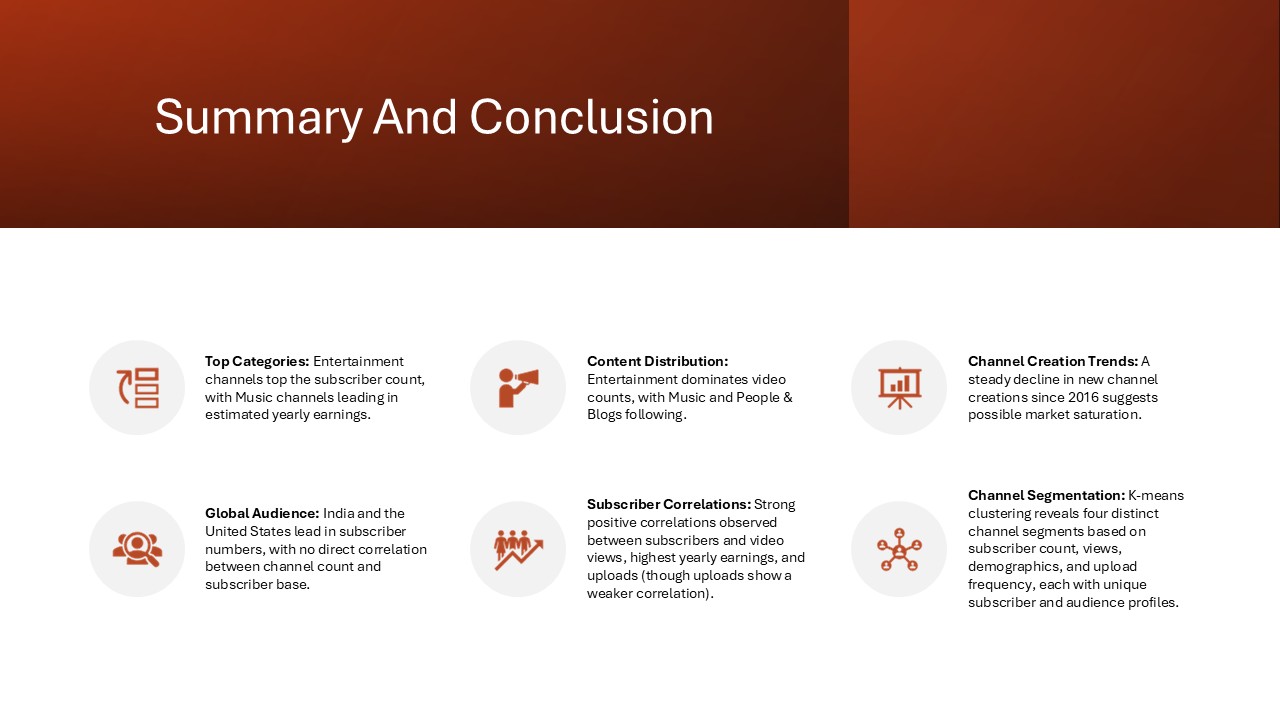 Summary And Conclusion
Top Categories: Entertainment
channels top the subscriber count,
with Music channels leading in
estimated yearly earnings.
Content Distribution:
Entertainment dominates video
counts, with Music and People &
Blogs following.
Channel Creation Trends: A
steady decline in new channel
creations since 2016 suggests
possible market saturation.
Global Audience: India and the
United States lead in subscriber
numbers, with no direct correlation
between channel count and
subscriber base.
Subscriber Correlations: Strong
positive correlations observed
between subscribers and video
views, highest yearly earnings, and
uploads (though uploads show a
weaker correlation).
Channel Segmentation: K-means
clustering reveals four distinct
channel segments based on
subscriber count, views,
demographics, and upload
frequency, each with unique
subscriber and audience profiles.